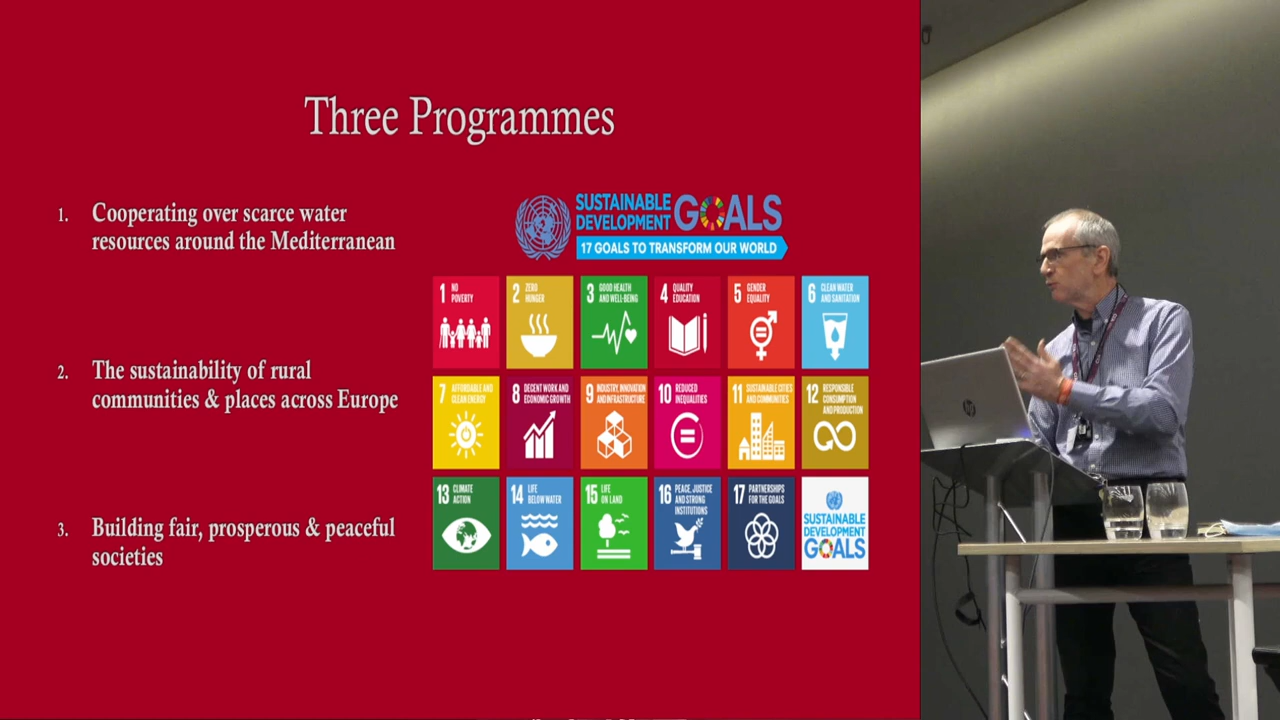 Three Programmes
1. Cooperating over scarce water
resources around the Mediterranean
2. The sustainability of rural
communities & places across Europe
3. Building fair, prosperous & peaceful
societies
SUSTAINABLE
DEVELOPMENT
GOALS
17 GOALS TO TRANSFORM OUR WORLD
1 NO
POVERTY
2 ZERO
HUNGER
3 GOOD HEALTH
AND WELL-BEING
4 QUALITY
EDUCATION
5 GENDER
EQUALITY
6 CLEAN WATER
AND SANITATION
7 AFFORDABLE AND
CLEAN ENERGY
8 DECENT WORK AND
ECONOMIC GROWTH
9 INDUSTRY, INNOVATION
AND INFRASTRUCTURE
10 REDUCED
INEQUALITIES
11 SUSTAINABLE CITIES
AND COMMUNITIES
12 RESPONSIBLE
CONSUMPTION
AND PRODUCTION
13 CLIMATE
ACTION
14 LIFE
BELOW WATER
15 LIFE
ON LAND
16 PEACE, JUSTICE
AND STRONG
INSTITUTIONS
17 PARTNERSHIPS
FOR THE GOALS
SUSTAINABLE
DEVELOPMENT
GOALS
hp